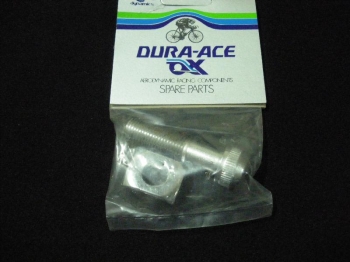 DURA-ACE
AX
AERODYNAMIC RACING COMPONENTS
SPARE PARTS